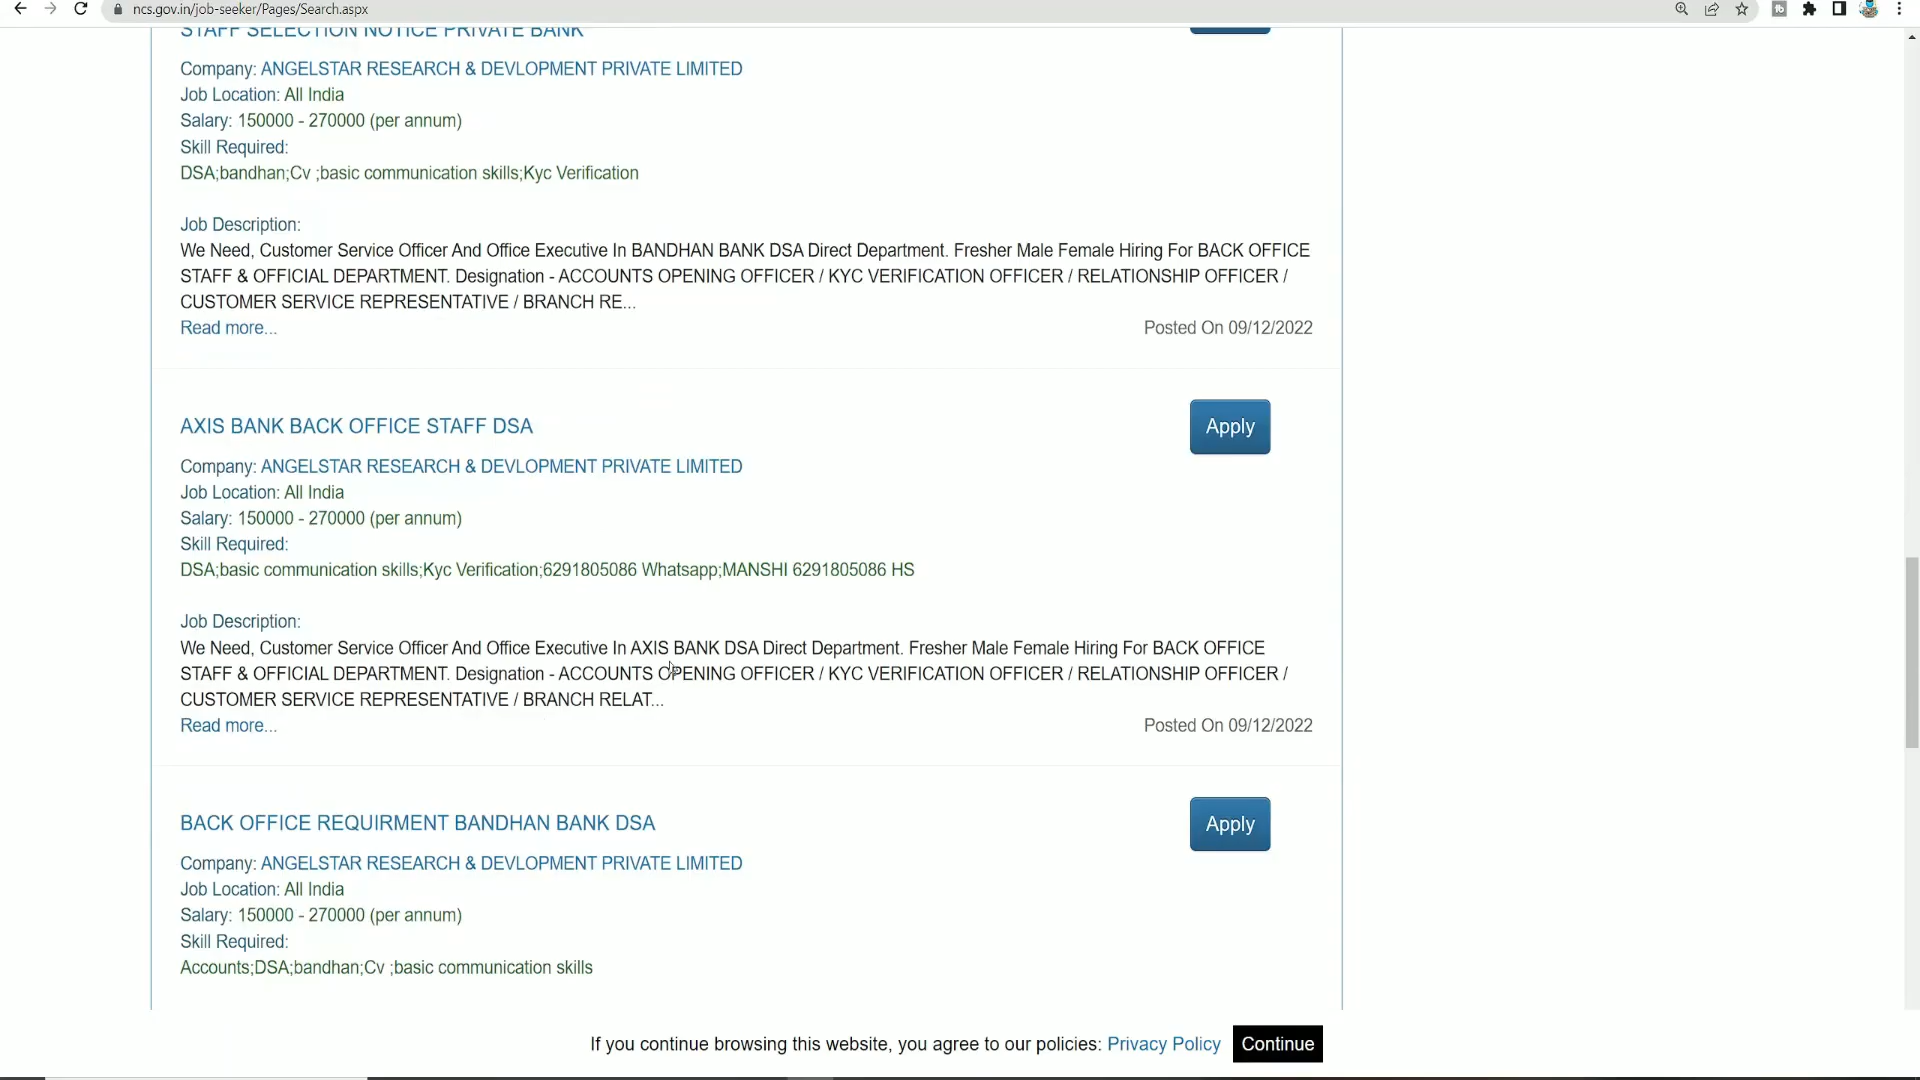 ncs.gov.in/job-seeker/Pages/Search.aspx
STAFF SELECTION NOTICE PRIVATE BANK
Company: ANGELSTAR RESEARCH & DEVLOPMENT PRIVATE LIMITED
Job Location: All India
Salary: 150000 - 270000 (per annum)
Skill Required:
DSA;bandhan;Cv ;basic communication skills;Kyc Verification
Job Description:
We Need, Customer Service Officer And Office Executive In BANDHAN BANK DSA Direct Department. Fresher Male Female Hiring For BACK OFFICE
STAFF & OFFICIAL DEPARTMENT. Designation - ACCOUNTS OPENING OFFICER / KYC VERIFICATION OFFICER / RELATIONSHIP OFFICER /
CUSTOMER SERVICE REPRESENTATIVE / BRANCH RE...
Read more... Posted On 09/12/2022
AXIS BANK BACK OFFICE STAFF DSA Apply
Company: ANGELSTAR RESEARCH & DEVLOPMENT PRIVATE LIMITED
Job Location: All India
Salary: 150000 - 270000 (per annum)
Skill Required:
DSA;basic communication skills;Kyc Verification;6291805086 Whatsapp;MANSHI 6291805086 HS
Job Description:
We Need, Customer Service Officer And Office Executive In AXIS BANK DSA Direct Department. Fresher Male Female Hiring For BACK OFFICE
STAFF & OFFICIAL DEPARTMENT. Designation - ACCOUNTS OPENING OFFICER / KYC VERIFICATION OFFICER / RELATIONSHIP OFFICER /
CUSTOMER SERVICE REPRESENTATIVE / BRANCH RELAT...
Read more... Posted On 09/12/2022
BACK OFFICE REQUIRMENT BANDHAN BANK DSA Apply
Company: ANGELSTAR RESEARCH & DEVLOPMENT PRIVATE LIMITED
Job Location: All India
Salary: 150000 - 270000 (per annum)
Skill Required:
Accounts;DSA;bandhan;Cv ;basic communication skills
If you continue browsing this website, you agree to our policies: Privacy Policy Continue